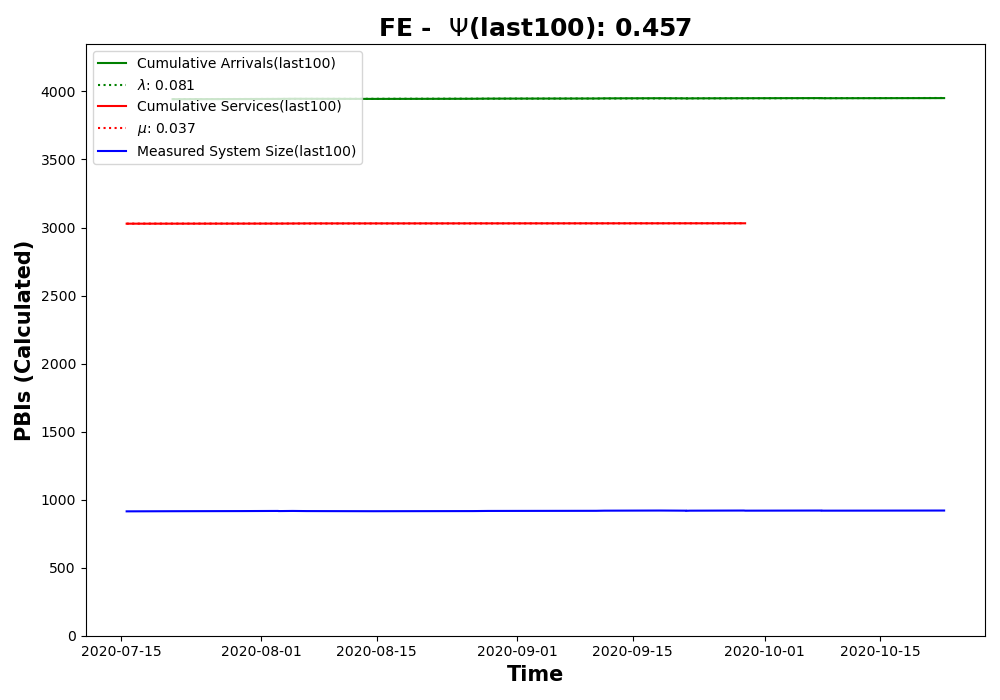 FE -  Ψ(last100): 0.457
Cumulative Arrivals(last100)
λ: 0.081
Cumulative Services(last100)
μ: 0.037
Measured System Size(last100)
PBIs (Calculated)
4000
3500
3000
2500
2000
1500
1000
500
0
2020-07-15 2020-08-01 2020-08-15 2020-09-01 2020-09-15 2020-10-01 2020-10-15
Time